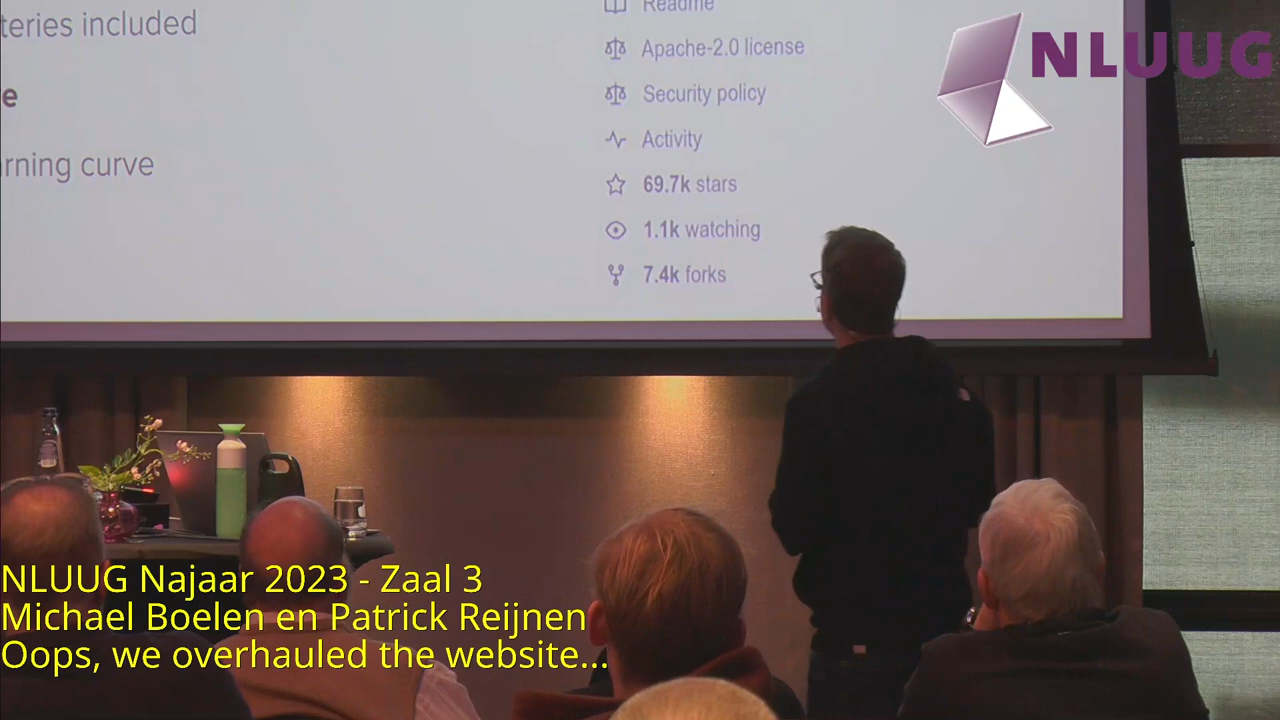 teries included
e
rning curve
Readme
Apache-2.0 license
Security policy
Activity
69.7k stars
1.1k watching
7.4k forks
NLUUG
NLUUG Najaar 2023 - Zaal 3
Michael Boelen en Patrick Reijnen
Oops, we overhauled the website...